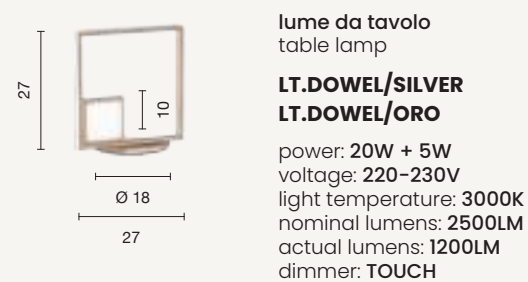 27
10
Ø 18
27
lume da tavolo
table lamp
LT.DOWEL/SILVER
LT.DOWEL/ORO
power: 20W + 5W
voltage: 220-230V
light temperature: 3000K
nominal lumens: 2500LM
actual lumens: 1200LM
dimmer: TOUCH